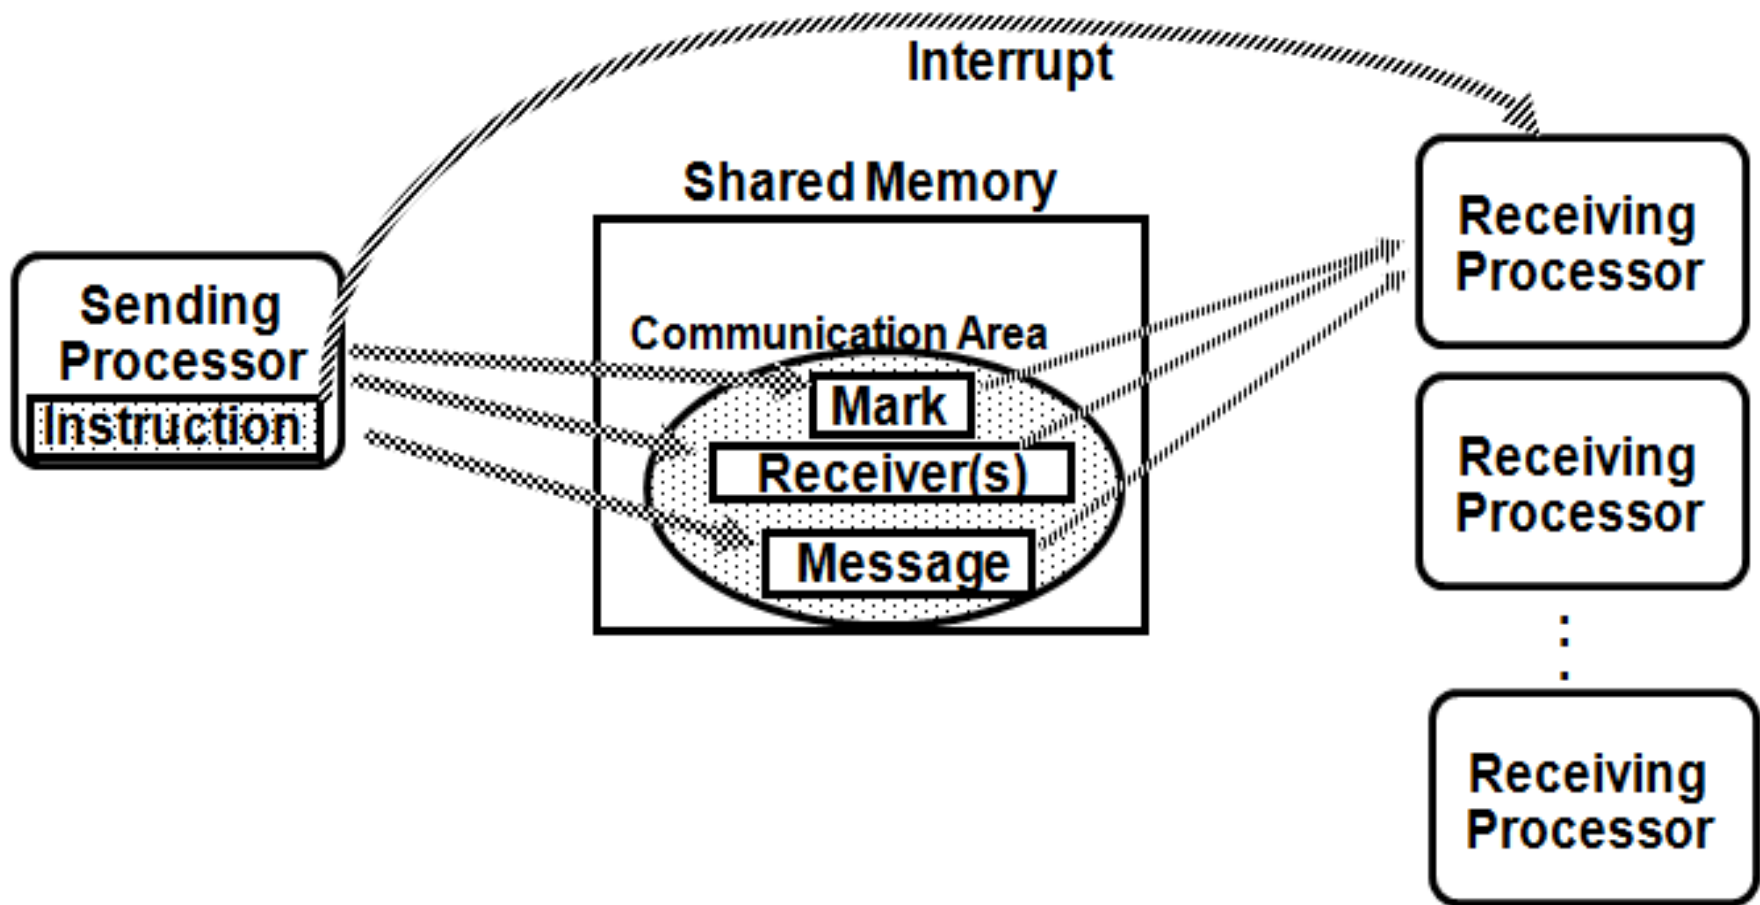 Interrupt
Shared Memory
Sending
Processor
Instruction
Communication Area
Mark
Receiver(s)
Message
Receiving
Processor
Receiving
Processor
Receiving
Processor